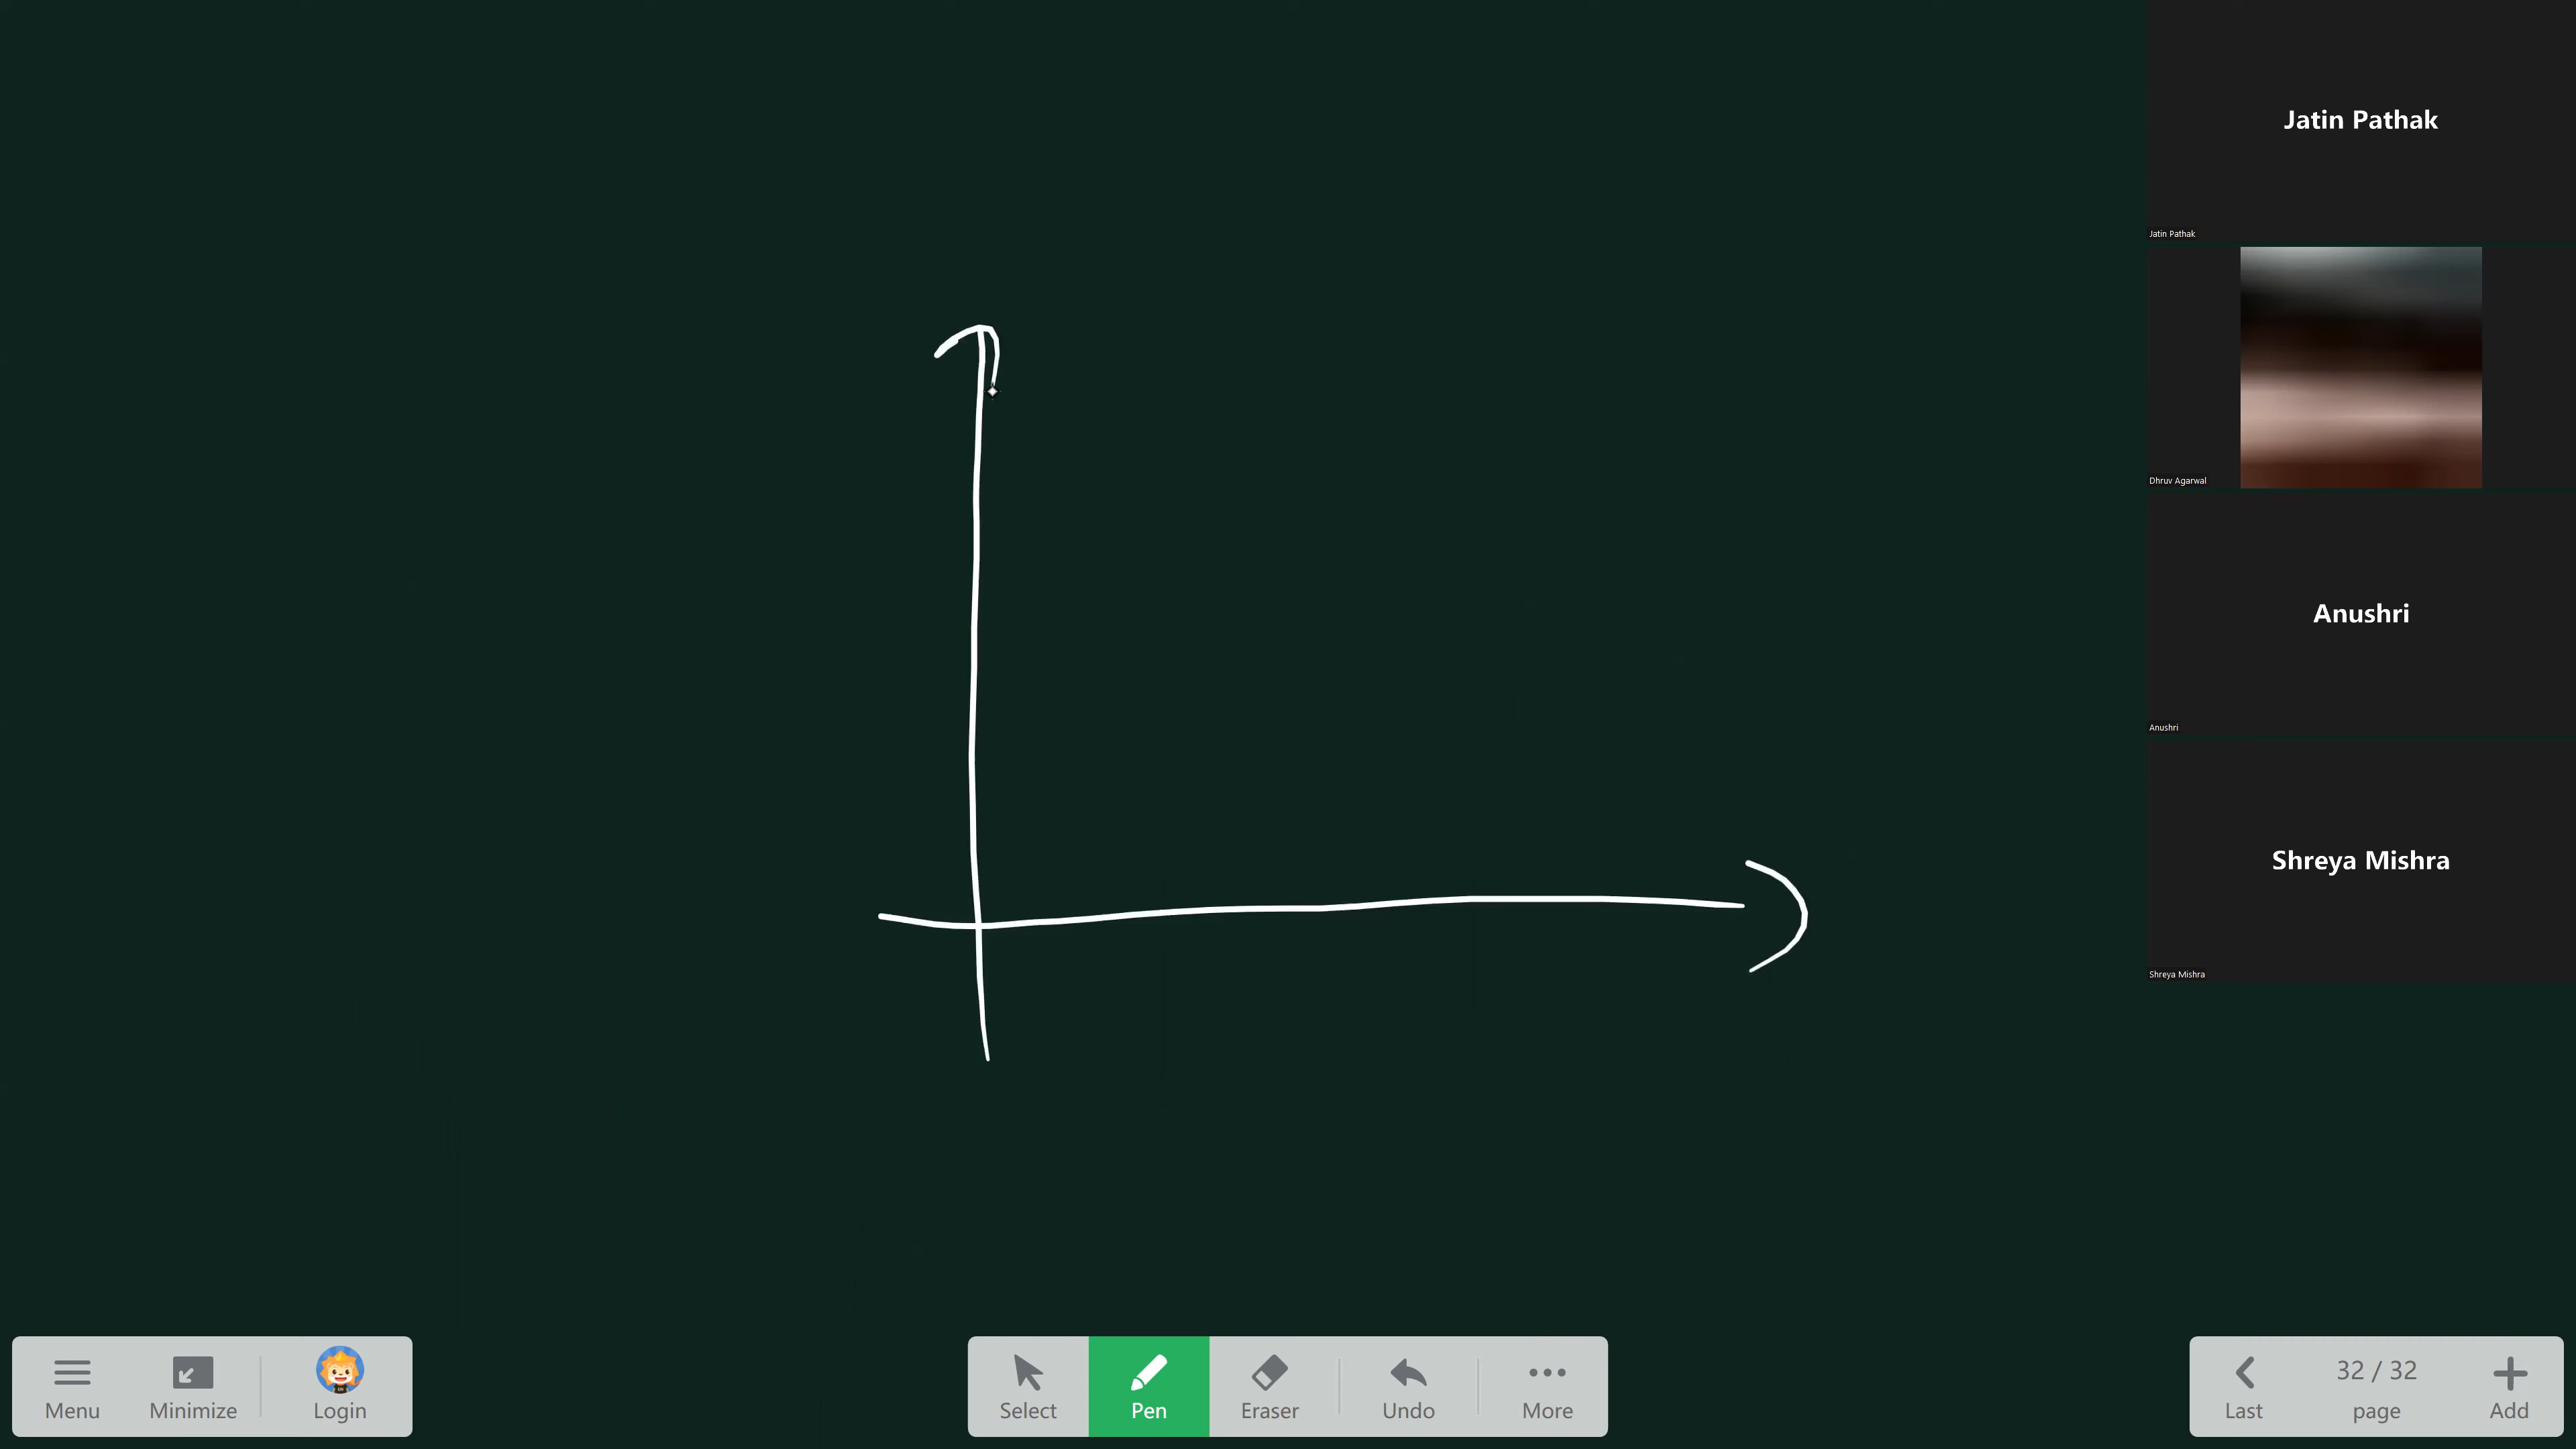 Jatin Pathak
Jatin Pathak
Dhruv Agarwal
Anushri
Anushri
Shreya Mishra
Shreya Mishra
Menu
Minimize
Login
Select
Pen
Eraser
Undo
More
Last
32 / 32
page
Add